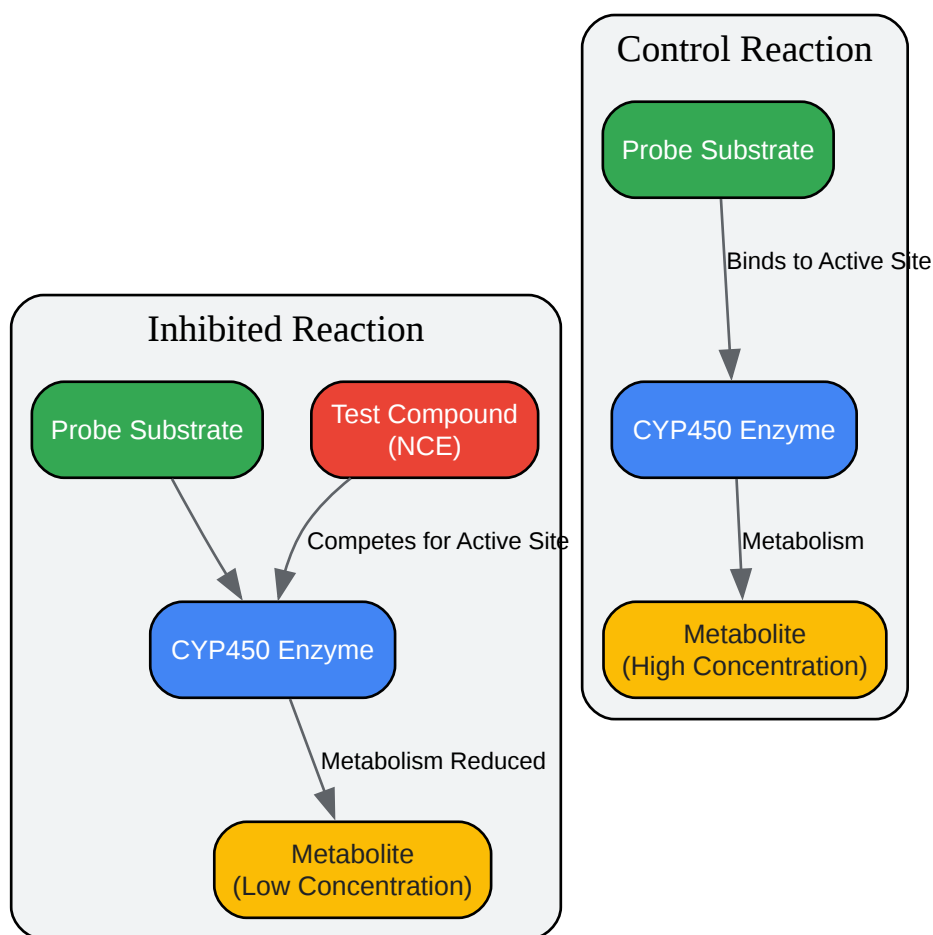 Control Reaction
Probe Substrate
Binds to Active Site
CYP450 Enzyme
Metabolism
Metabolite
(High Concentration)
Inhibited Reaction
Probe Substrate
Test Compound
(NCE)
Competes for Active Site
CYP450 Enzyme
Metabolism Reduced
Metabolite
(Low Concentration)